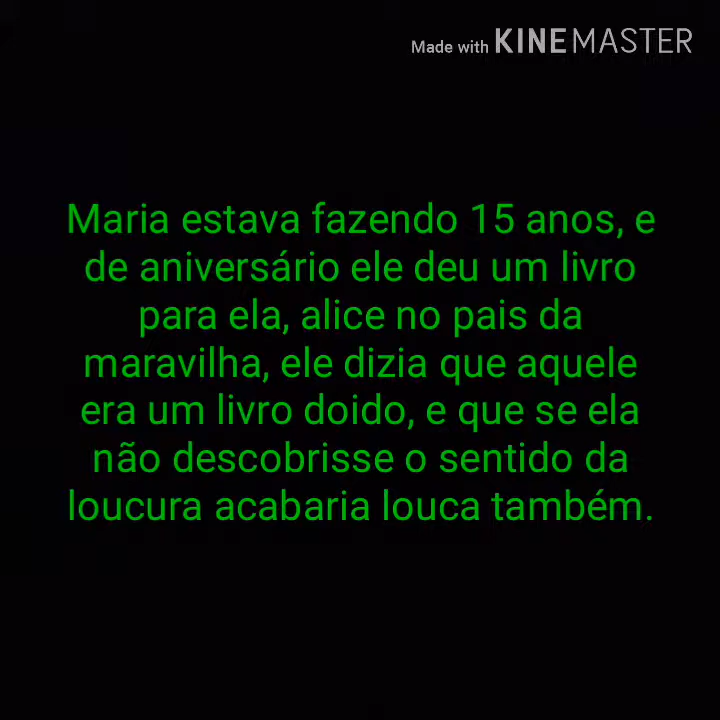 Made with KINEMASTER
Maria estava fazendo 15 anos, e
de aniversário ele deu um livro
para ela, alice no pais da
maravilha, ele dizia que aquele
era um livro doido, e que se ela
não descobrisse o sentido da
loucura acabaria louca também.